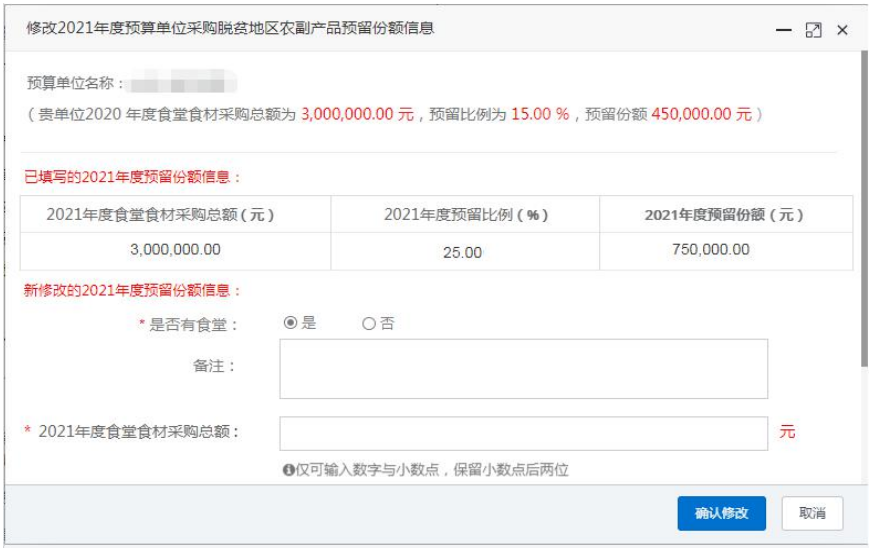 修改2021年度预算单位采购脱贫地区农副产品预留份额信息
预算单位名称：
（贵单位2020 年度食堂食材采购总额为 3,000,000.00 元，预留比例为 15.00 %，预留份额 450,000.00 元）
已填写的2021年度预留份额信息：
2021年度食堂食材采购总额(元) 2021年度预留比例(%) 2021年度预留份额(元)
3,000,000.00 25.00 750,000.00
新修改的2021年度预留份额信息：
* 是否有食堂： 是 否
备注：
* 2021年度食堂食材采购总额： 元
仅可输入数字与小数点，保留小数点后两位
确认修改 取消